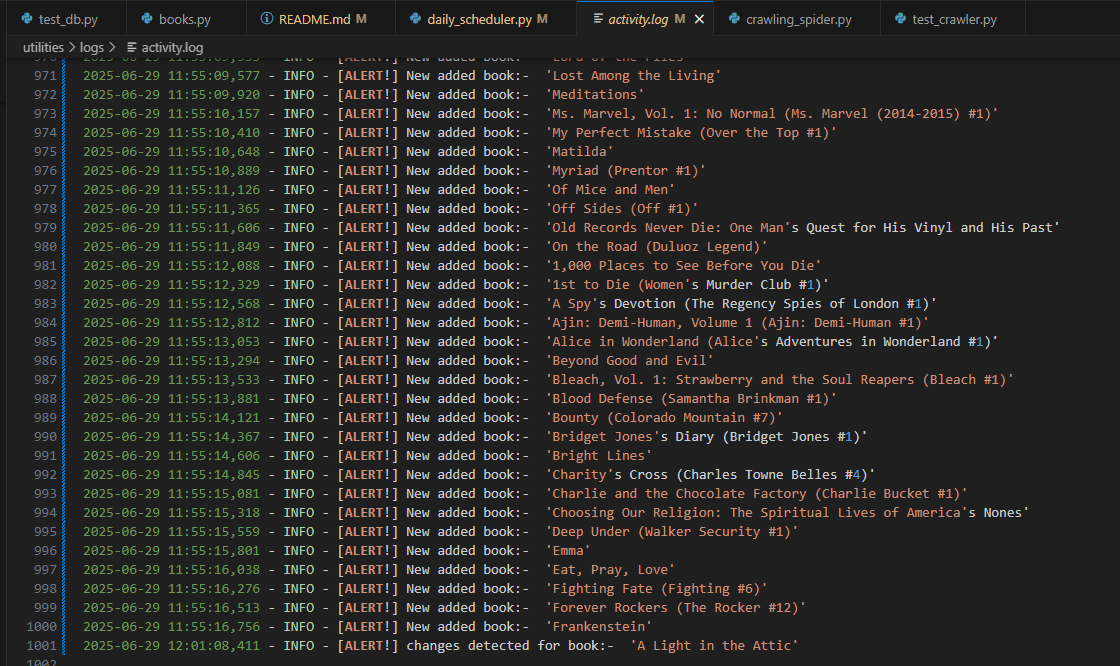 test_db.py books.py README.md M daily_scheduler.py M activity.log M crawling_spider.py test_crawler.py
utilities > logs > activity.log
970 2025-06-29 11:55:09,335 - INFO - [ALERT!] New added book:- 'Lord of the Flies'
971 2025-06-29 11:55:09,577 - INFO - [ALERT!] New added book:- 'Lost Among the Living'
972 2025-06-29 11:55:09,920 - INFO - [ALERT!] New added book:- 'Meditations'
973 2025-06-29 11:55:10,157 - INFO - [ALERT!] New added book:- 'Ms. Marvel, Vol. 1: No Normal (Ms. Marvel (2014-2015) #1)'
974 2025-06-29 11:55:10,410 - INFO - [ALERT!] New added book:- 'My Perfect Mistake (Over the Top #1)'
975 2025-06-29 11:55:10,648 - INFO - [ALERT!] New added book:- 'Matilda'
976 2025-06-29 11:55:10,889 - INFO - [ALERT!] New added book:- 'Myriad (Prentor #1)'
977 2025-06-29 11:55:11,126 - INFO - [ALERT!] New added book:- 'Of Mice and Men'
978 2025-06-29 11:55:11,365 - INFO - [ALERT!] New added book:- 'Off Sides (Off #1)'
979 2025-06-29 11:55:11,606 - INFO - [ALERT!] New added book:- 'Old Records Never Die: One Man's Quest for His Vinyl and His Past'
980 2025-06-29 11:55:11,849 - INFO - [ALERT!] New added book:- 'On the Road (Duluoz Legend)'
981 2025-06-29 11:55:12,088 - INFO - [ALERT!] New added book:- '1,000 Places to See Before You Die'
982 2025-06-29 11:55:12,329 - INFO - [ALERT!] New added book:- '1st to Die (Women's Murder Club #1)'
983 2025-06-29 11:55:12,568 - INFO - [ALERT!] New added book:- 'A Spy's Devotion (The Regency Spies of London #1)'
984 2025-06-29 11:55:12,812 - INFO - [ALERT!] New added book:- 'Ajin: Demi-Human, Volume 1 (Ajin: Demi-Human #1)'
985 2025-06-29 11:55:13,053 - INFO - [ALERT!] New added book:- 'Alice in Wonderland (Alice's Adventures in Wonderland #1)'
986 2025-06-29 11:55:13,294 - INFO - [ALERT!] New added book:- 'Beyond Good and Evil'
987 2025-06-29 11:55:13,533 - INFO - [ALERT!] New added book:- 'Bleach, Vol. 1: Strawberry and the Soul Reapers (Bleach #1)'
988 2025-06-29 11:55:13,881 - INFO - [ALERT!] New added book:- 'Blood Defense (Samantha Brinkman #1)'
989 2025-06-29 11:55:14,121 - INFO - [ALERT!] New added book:- 'Bounty (Colorado Mountain #7)'
990 2025-06-29 11:55:14,367 - INFO - [ALERT!] New added book:- 'Bridget Jones's Diary (Bridget Jones #1)'
991 2025-06-29 11:55:14,606 - INFO - [ALERT!] New added book:- 'Bright Lines'
992 2025-06-29 11:55:14,845 - INFO - [ALERT!] New added book:- 'Charity's Cross (Charles Towne Belles #4)'
993 2025-06-29 11:55:15,081 - INFO - [ALERT!] New added book:- 'Charlie and the Chocolate Factory (Charlie Bucket #1)'
994 2025-06-29 11:55:15,318 - INFO - [ALERT!] New added book:- 'Choosing Our Religion: The Spiritual Lives of America's Nones'
995 2025-06-29 11:55:15,559 - INFO - [ALERT!] New added book:- 'Deep Under (Walker Security #1)'
996 2025-06-29 11:55:15,801 - INFO - [ALERT!] New added book:- 'Emma'
997 2025-06-29 11:55:16,038 - INFO - [ALERT!] New added book:- 'Eat, Pray, Love'
998 2025-06-29 11:55:16,276 - INFO - [ALERT!] New added book:- 'Fighting Fate (Fighting #6)'
999 2025-06-29 11:55:16,513 - INFO - [ALERT!] New added book:- 'Forever Rockers (The Rocker #12)'
1000 2025-06-29 11:55:16,756 - INFO - [ALERT!] New added book:- 'Frankenstein'
1001 2025-06-29 12:01:08,411 - INFO - [ALERT!] changes detected for book:- 'A Light in the Attic'
1002